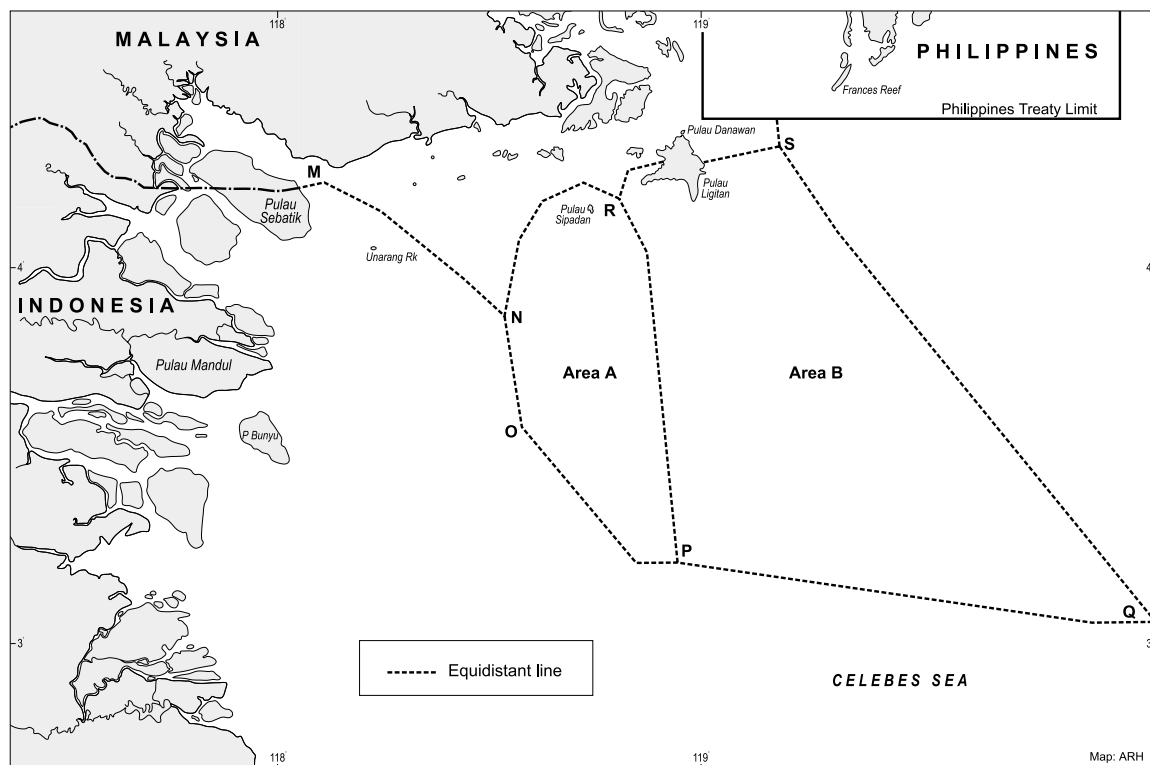 118°
119°
MALAYSIA
PHILIPPINES
Frances Reef
Philippines Treaty Limit
Pulau Danawan
S
M
Pulau
Ligitan
Pulau
Sebatik
Pulau
Sipadan
R
Unarang Rk
4°
4°
INDONESIA
N
Pulau Mandul
Area A
Area B
O
P Bunyu
P
Q
3°
3°
Equidistant line
CELEBES SEA
118°
119°
Map: ARH